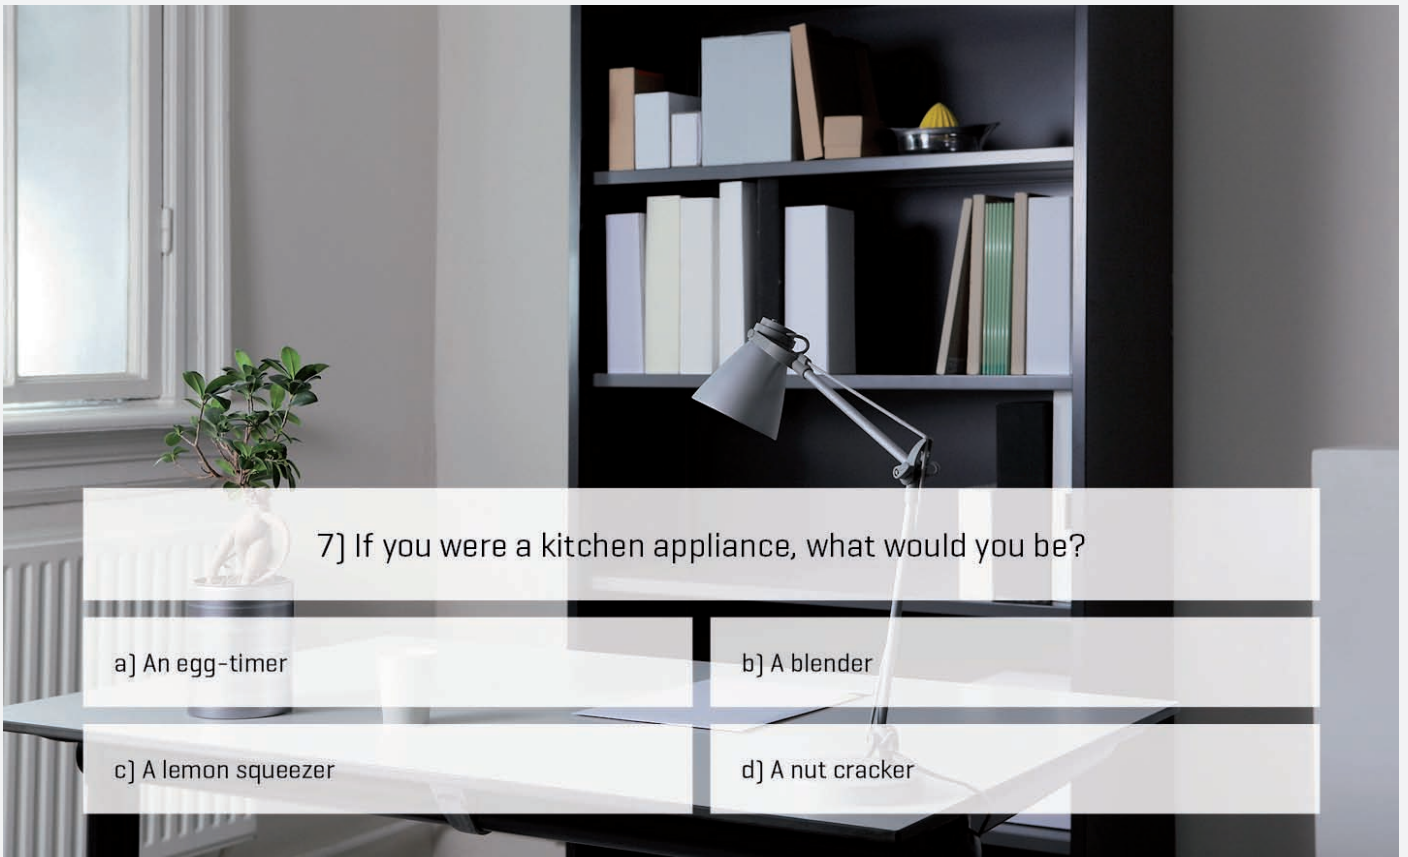 7) If you were a kitchen appliance, what would you be?
a) An egg-timer
b) A blender
c) A lemon squeezer
d) A nut cracker